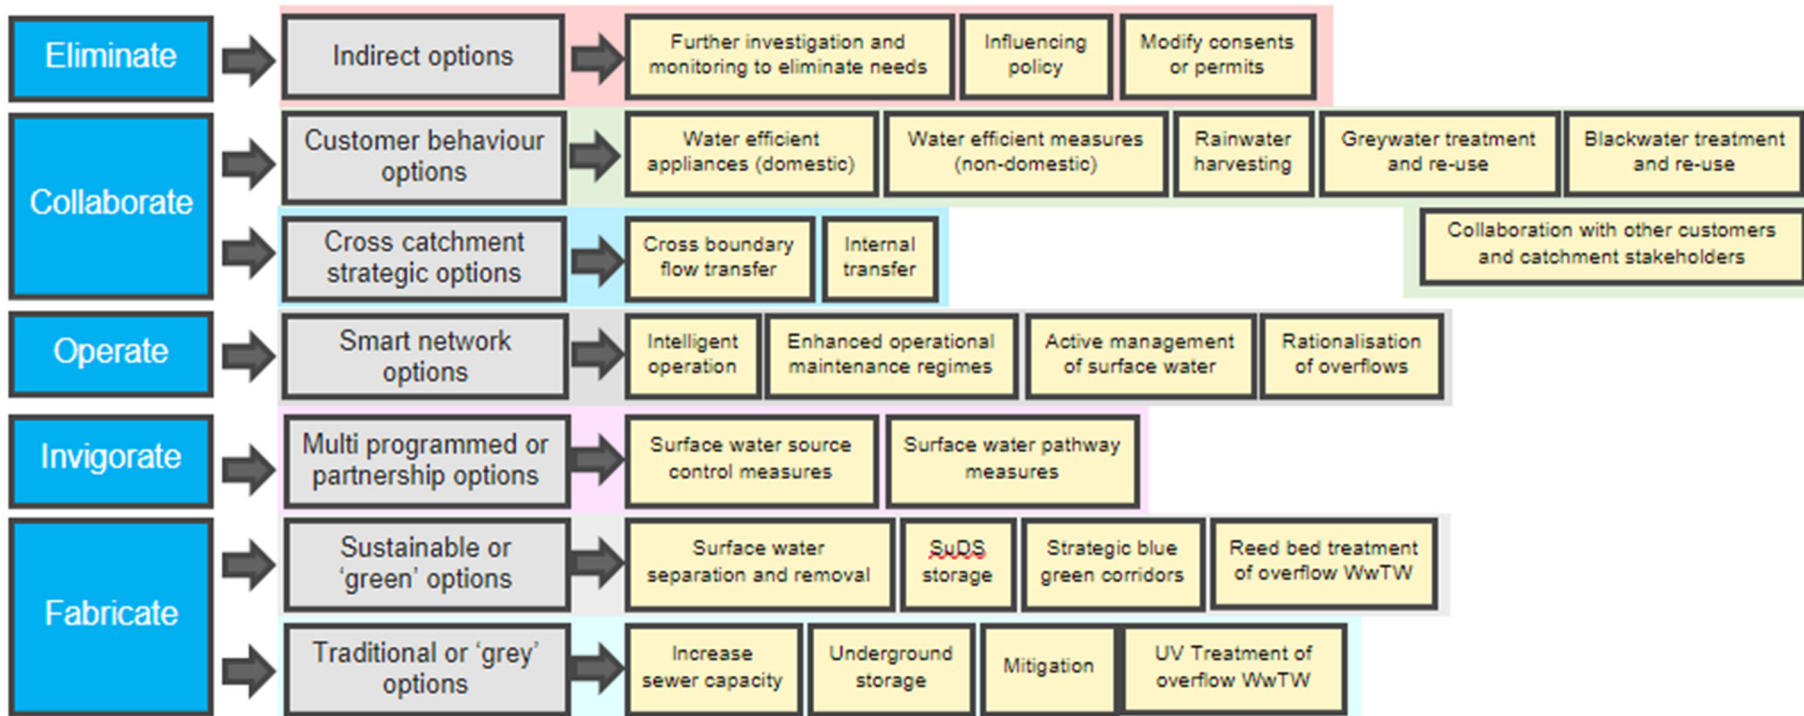 Eliminate
Indirect options
Further investigation and
monitoring to eliminate needs
Influencing
policy
Modify consents
or permits
Collaborate
Customer behaviour
options
Water efficient
appliances (domestic)
Water efficient measures
(non-domestic)
Rainwater
harvesting
Greywater treatment
and re-use
Blackwater treatment
and re-use
Collaboration with other customers
and catchment stakeholders
Cross catchment
strategic options
Cross boundary
flow transfer
Internal
transfer
Operate
Smart network
options
Intelligent
operation
Enhanced operational
maintenance regimes
Active management
of surface water
Rationalisation
of overflows
Invigorate
Multi programmed or
partnership options
Surface water source
control measures
Surface water pathway
measures
Fabricate
Sustainable or
‘green’ options
Surface water
separation and removal
SuDS
storage
Strategic blue
green corridors
Reed bed treatment
of overflow WwTW
Traditional or ‘grey’
options
Increase
sewer capacity
Underground
storage
Mitigation
UV Treatment of
overflow WwTW